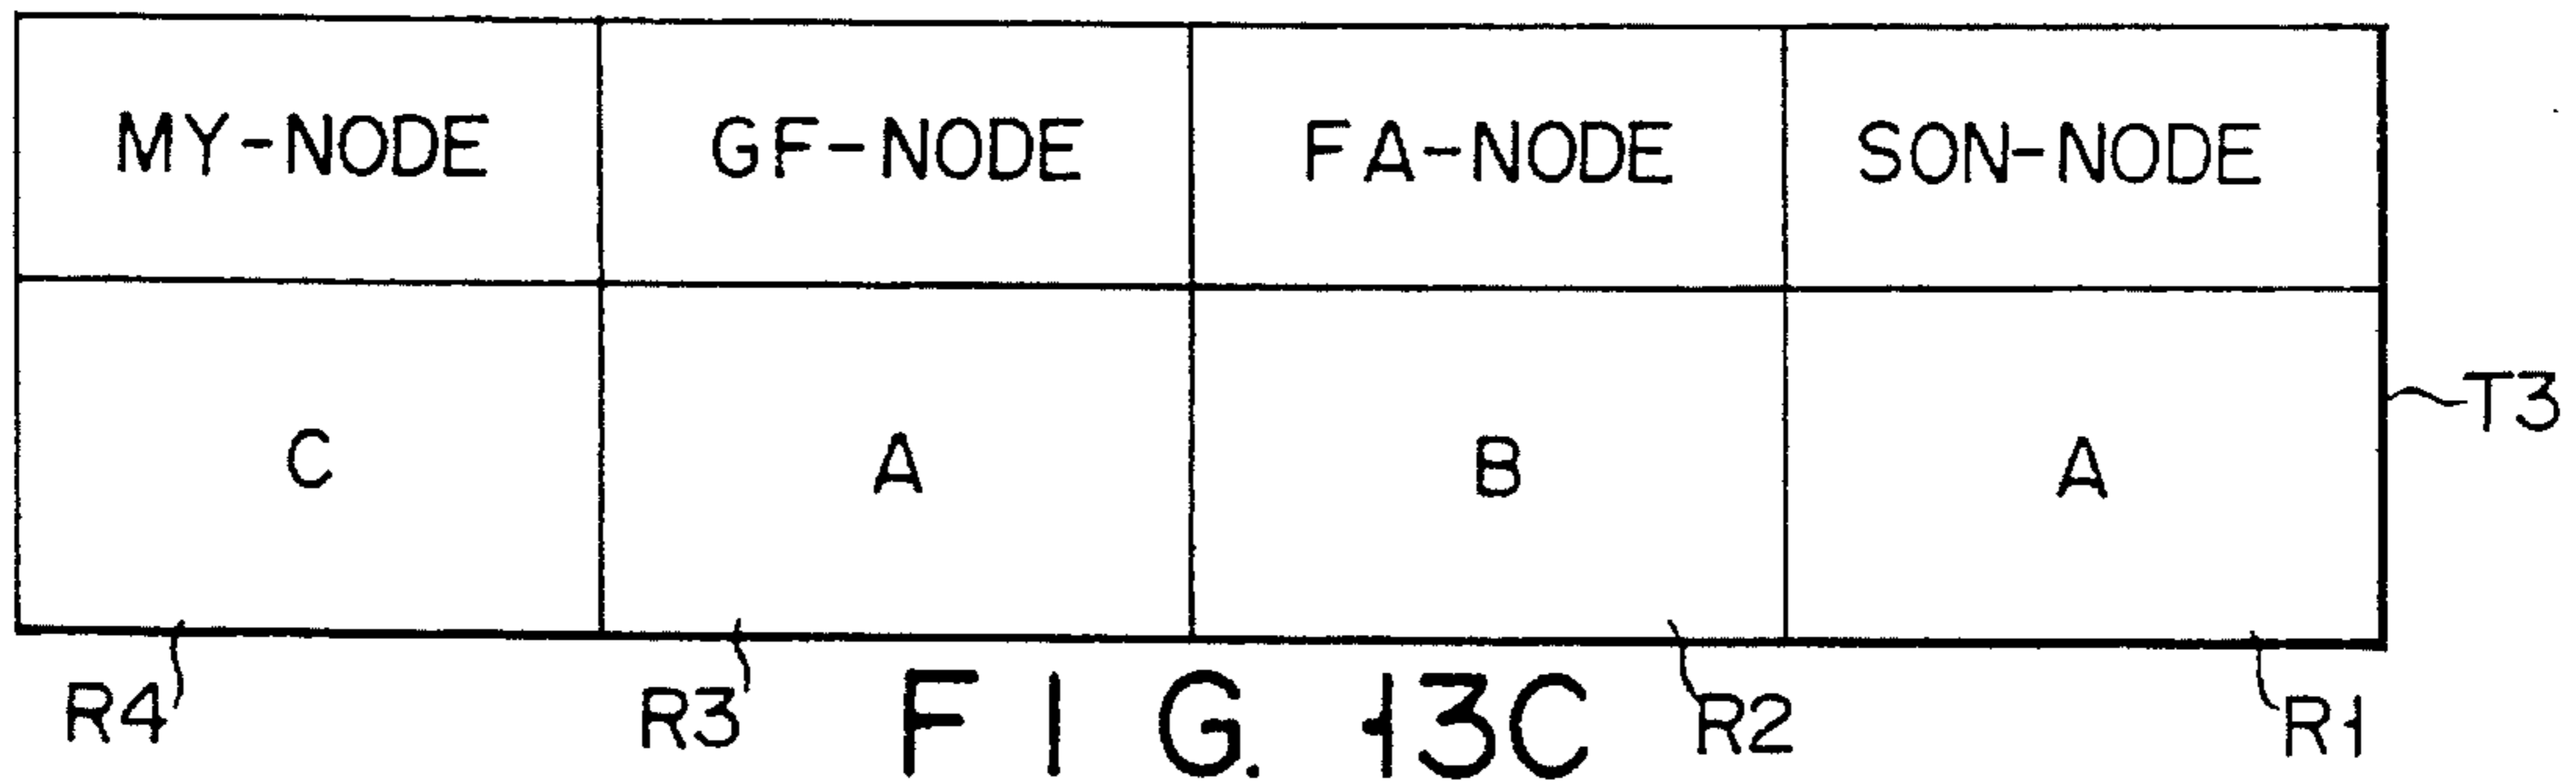 MY-NODE GF-NODE FA-NODE SON-NODE
C A B A
T3
R4 R3 R2 R1
FIG. 13C